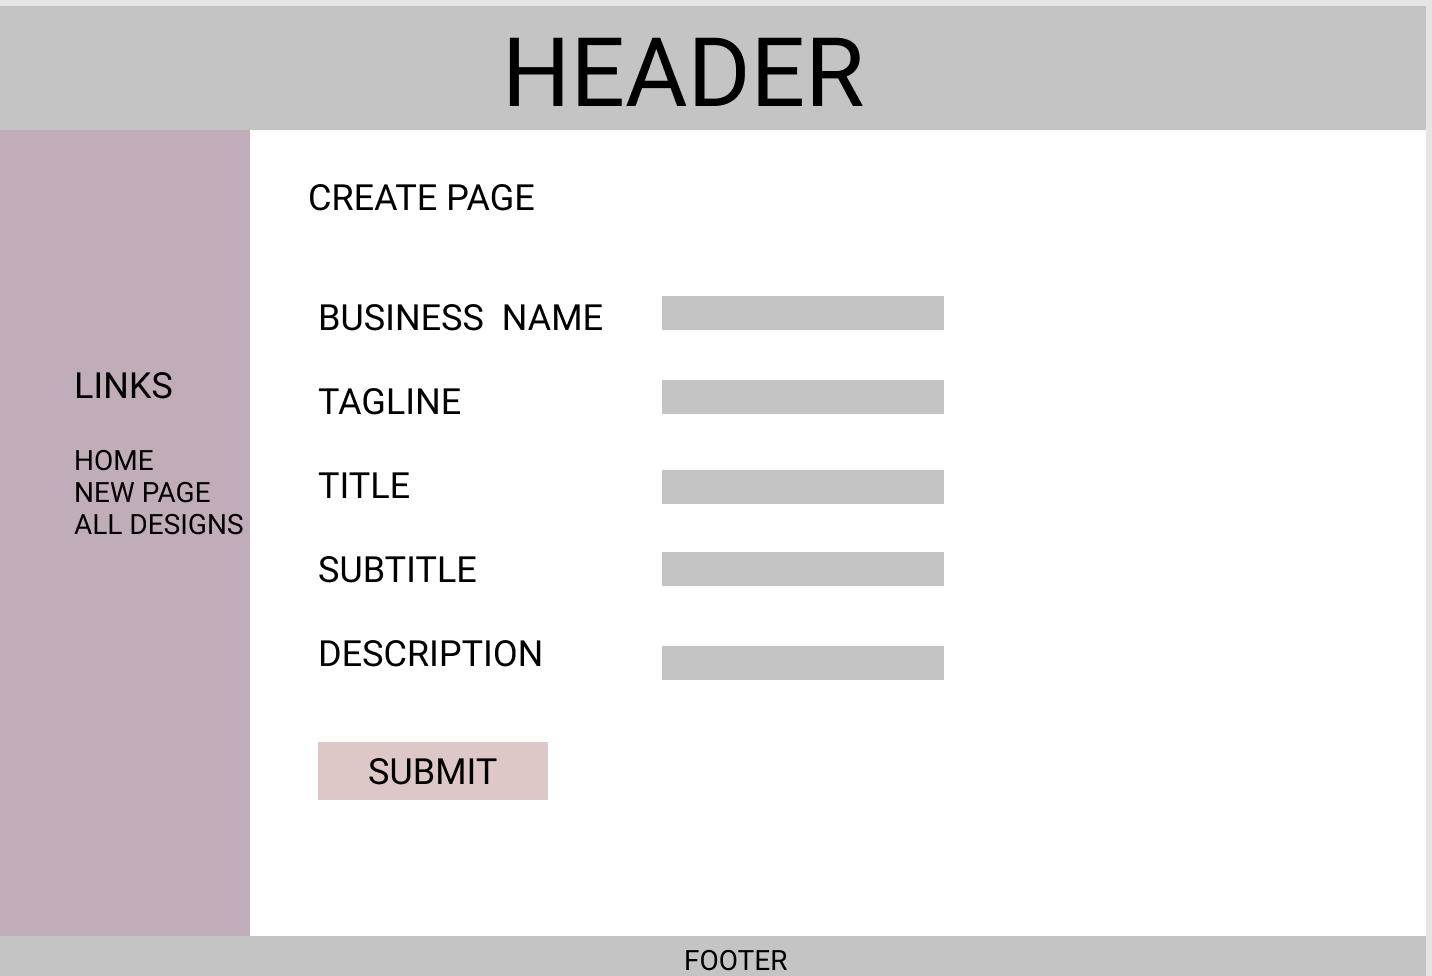 HEADER
LINKS
HOME
NEW PAGE
ALL DESIGNS
CREATE PAGE
BUSINESS  NAME
TAGLINE
TITLE
SUBTITLE
DESCRIPTION
SUBMIT
FOOTER